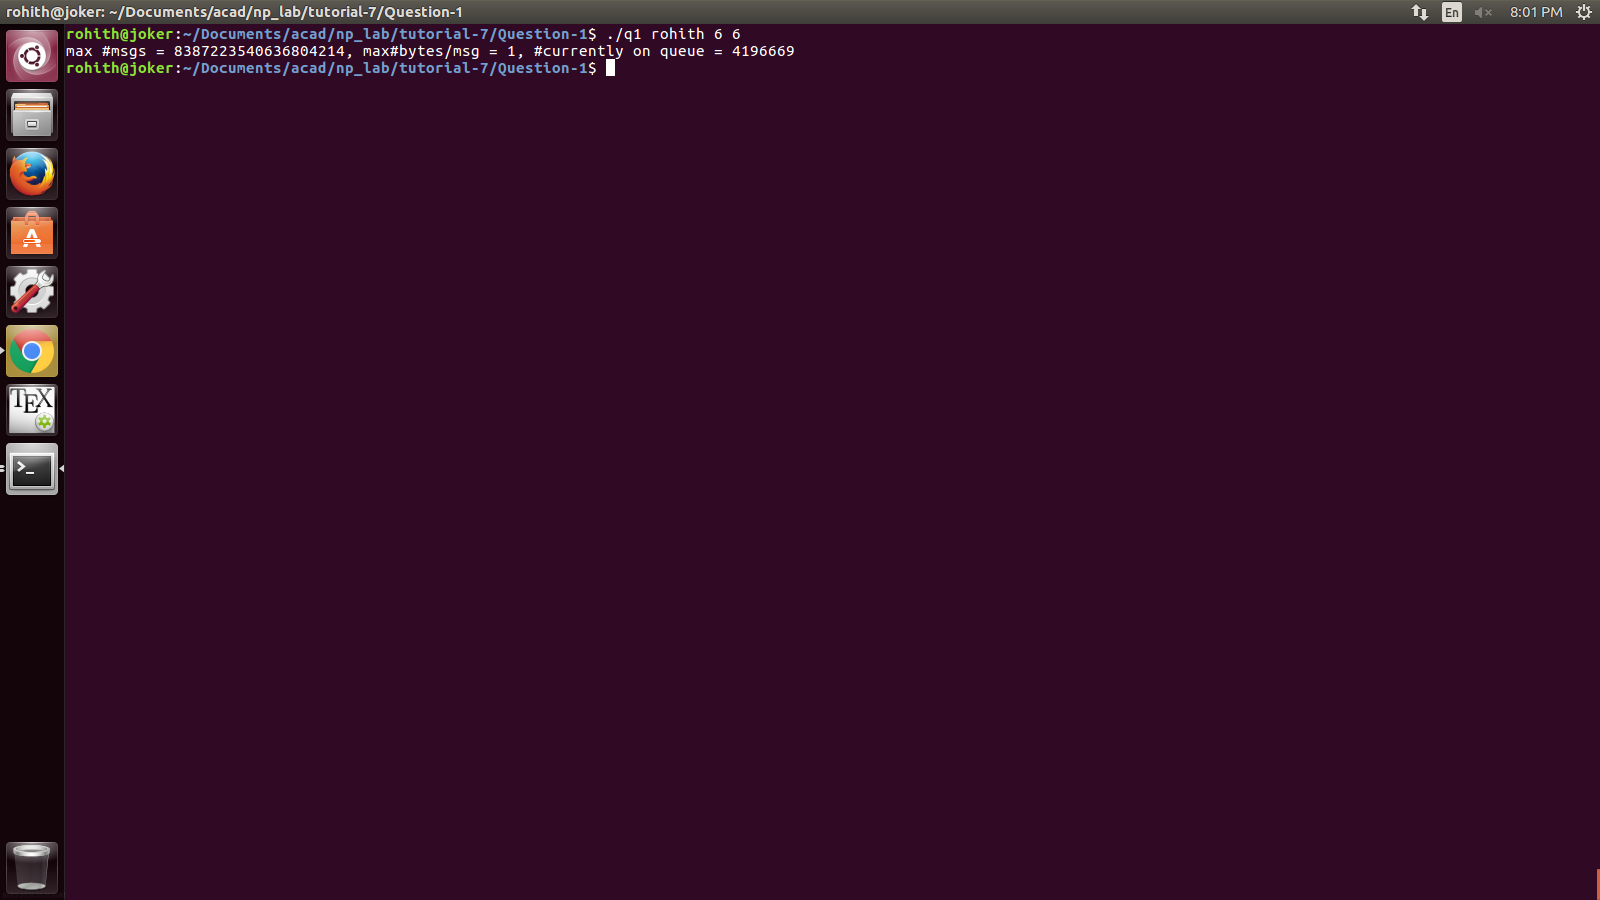 rohith@joker: ~/Documents/acad/np_lab/tutorial-7/Question-1
En
8:01 PM
rohith@joker:~/Documents/acad/np_lab/tutorial-7/Question-1$ ./q1 rohith 6 6
max #msgs = 8387223540636804214, max#bytes/msg = 1, #currently on queue = 4196669
rohith@joker:~/Documents/acad/np_lab/tutorial-7/Question-1$
A
TEX
>_